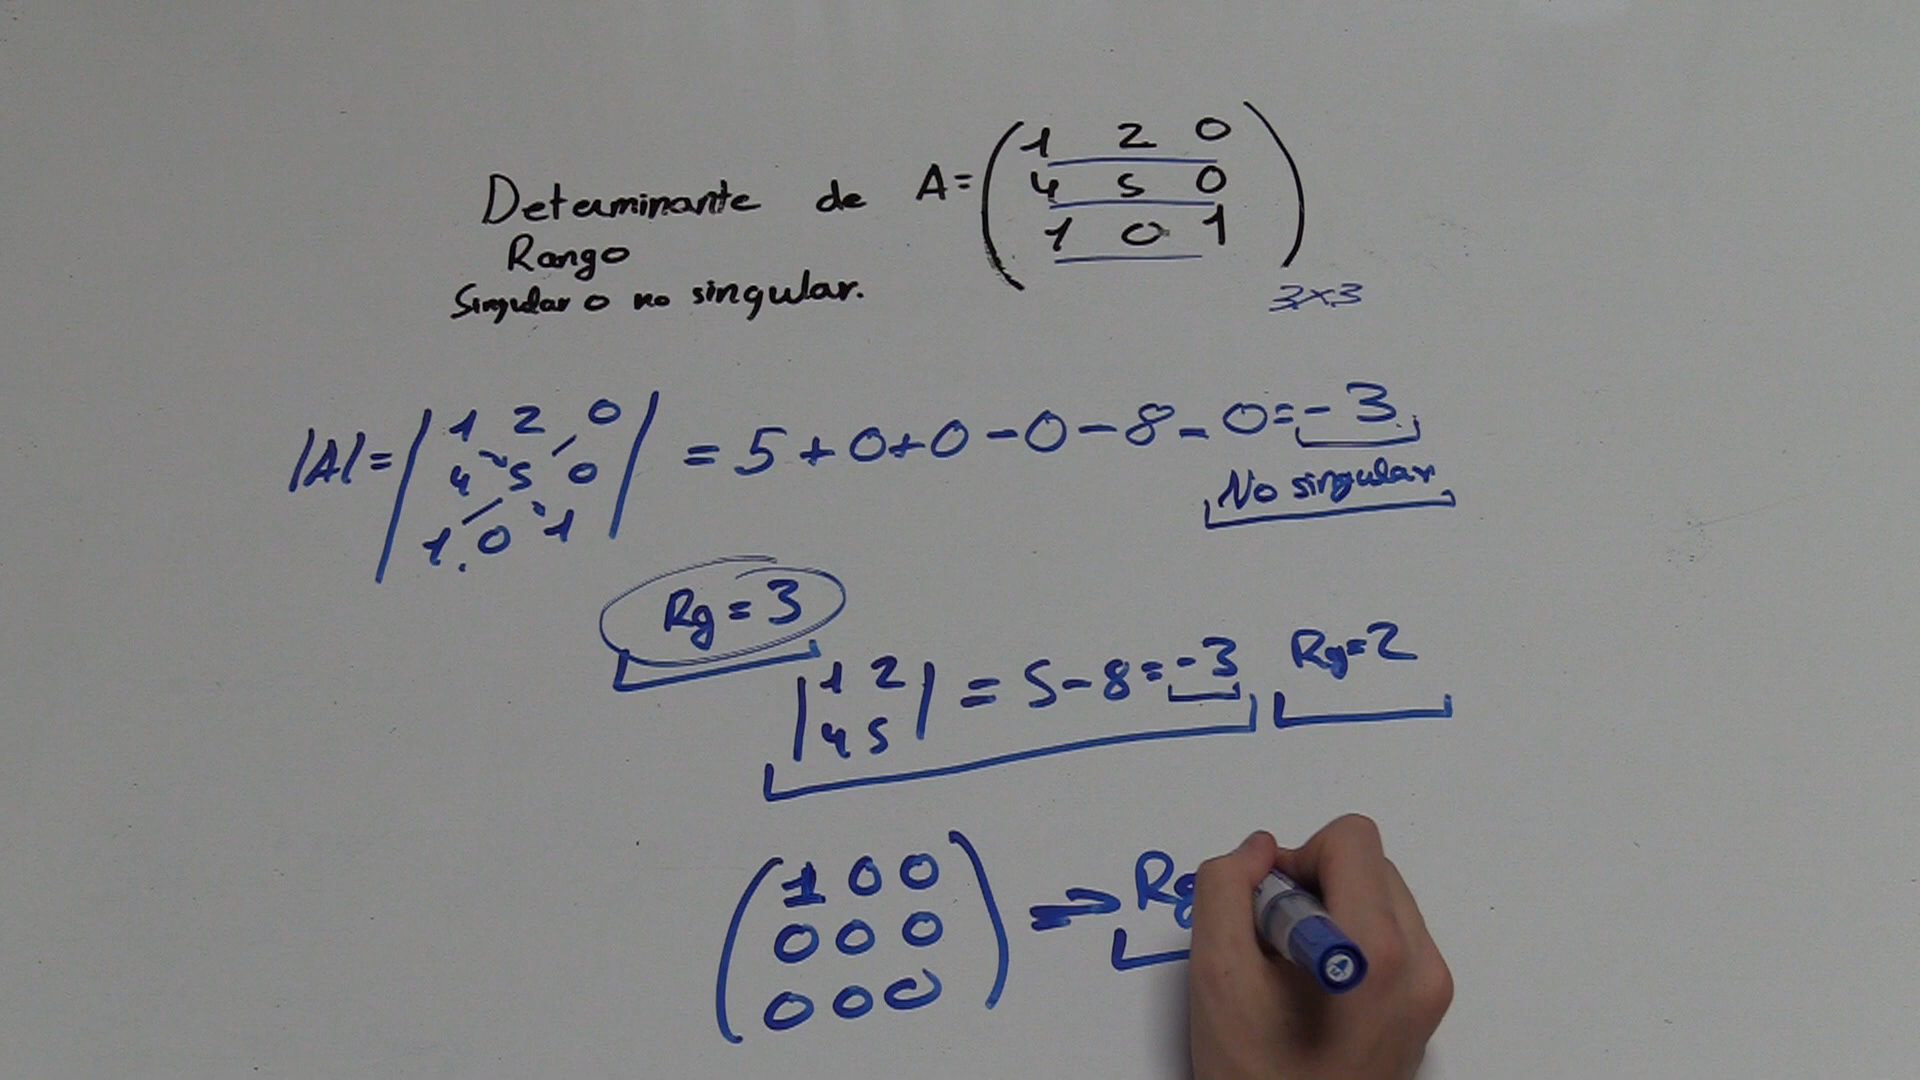 Determinante de A= ( 1 2 0
4 5 0
1 0 1 ) 3x3
Rango
Singular o no singular.
|A| = | 1 2 0
4 5 0
1 0 1 | = 5 + 0 + 0 - 0 - 8 - 0 = - 3
No singular
Rg = 3
| 1 2
4 5 | = 5 - 8 = - 3 Rg = 2
( 1 0 0
0 0 0
0 0 0 ) ⇒ Rg